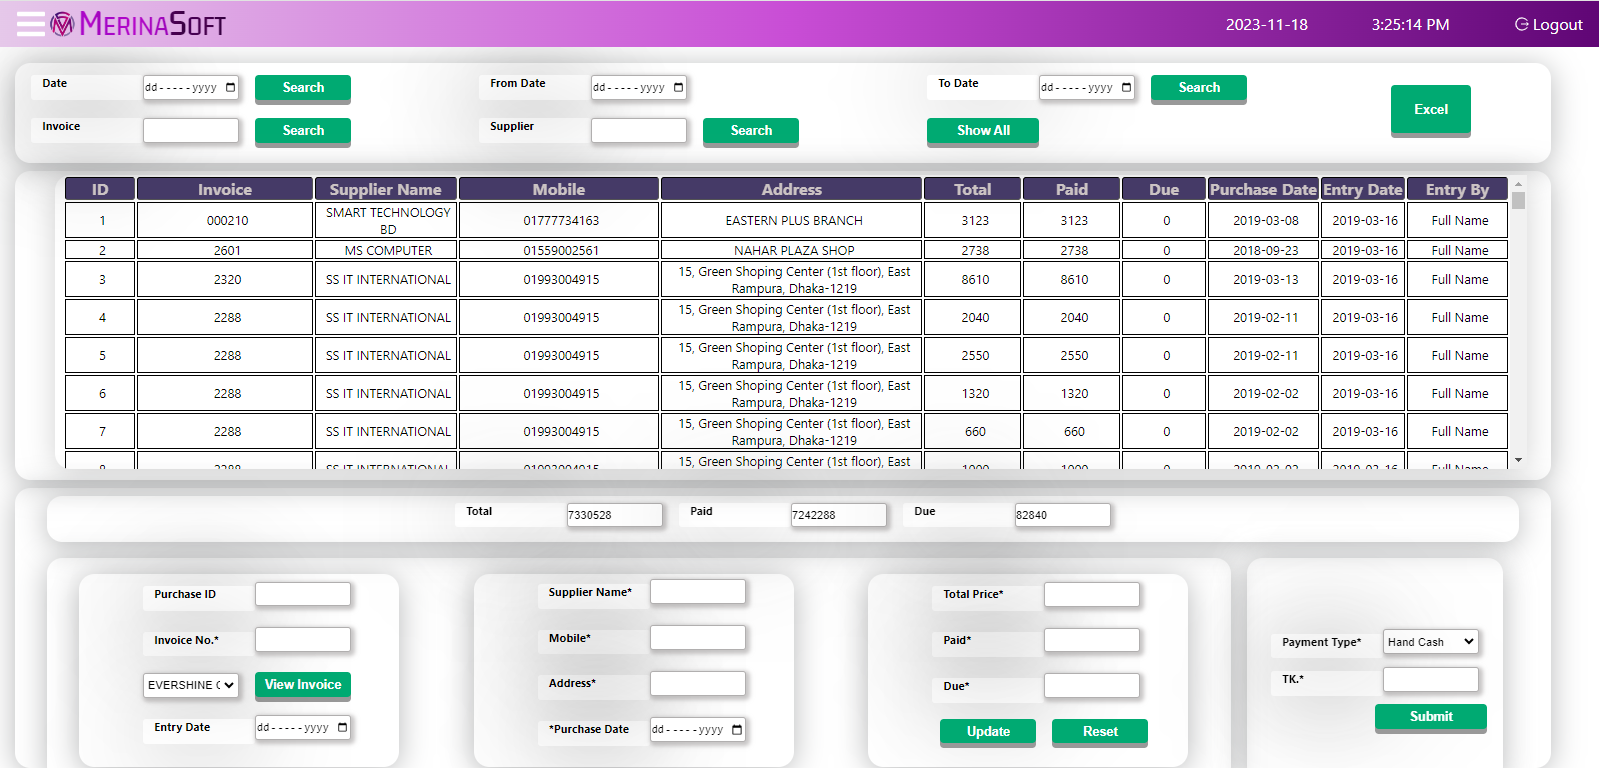 MERINASOFT 2023-11-18 3:25:14 PM Logout
Date dd-----yyyy Search From Date dd-----yyyy To Date dd-----yyyy Search Excel
Invoice Search Supplier Search Show All
ID Invoice Supplier Name Mobile Address Total Paid Due Purchase Date Entry Date Entry By
1 000210 SMART TECHNOLOGY BD 01777734163 EASTERN PLUS BRANCH 3123 3123 0 2019-03-08 2019-03-16 Full Name
2 2601 MS COMPUTER 01559002561 NAHAR PLAZA SHOP 2738 2738 0 2018-09-23 2019-03-16 Full Name
3 2320 SS IT INTERNATIONAL 01993004915 15, Green Shoping Center (1st floor), East Rampura, Dhaka-1219 8610 8610 0 2019-03-13 2019-03-16 Full Name
4 2288 SS IT INTERNATIONAL 01993004915 15, Green Shoping Center (1st floor), East Rampura, Dhaka-1219 2040 2040 0 2019-02-11 2019-03-16 Full Name
5 2288 SS IT INTERNATIONAL 01993004915 15, Green Shoping Center (1st floor), East Rampura, Dhaka-1219 2550 2550 0 2019-02-11 2019-03-16 Full Name
6 2288 SS IT INTERNATIONAL 01993004915 15, Green Shoping Center (1st floor), East Rampura, Dhaka-1219 1320 1320 0 2019-02-02 2019-03-16 Full Name
7 2288 SS IT INTERNATIONAL 01993004915 15, Green Shoping Center (1st floor), East Rampura, Dhaka-1219 660 660 0 2019-02-02 2019-03-16 Full Name
15, Green Shoping Center (1st floor), East
Total 7330528 Paid 7242288 Due 82840
Purchase ID
Invoice No.*
EVERSHINE View Invoice
Entry Date dd-----yyyy
Supplier Name*
Mobile*
Address*
*Purchase Date dd-----yyyy
Total Price*
Paid*
Due*
Update Reset
Payment Type* Hand Cash
TK.*
Submit